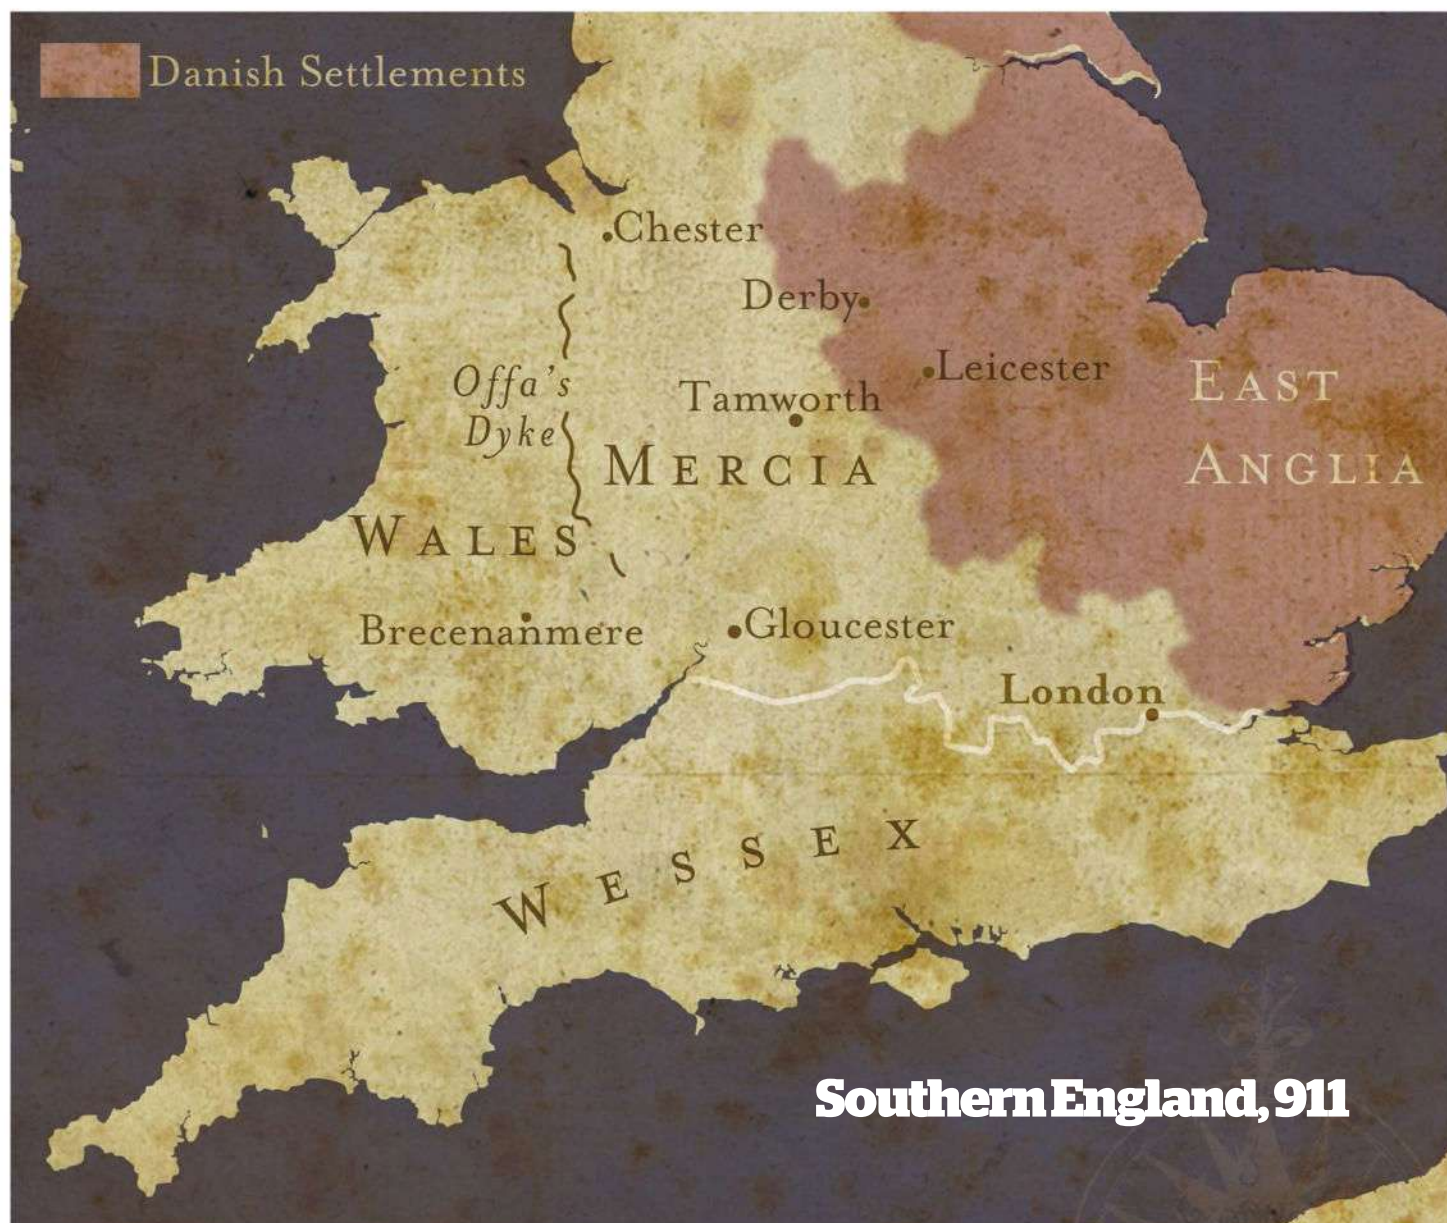 Danish Settlements
Chester
Derby
Leicester
Offa's
Dyke
Tamworth
EAST
ANGLIA
MERCIA
WALES
Brecenanmere
Gloucester
London
WESSEX
Southern England, 911